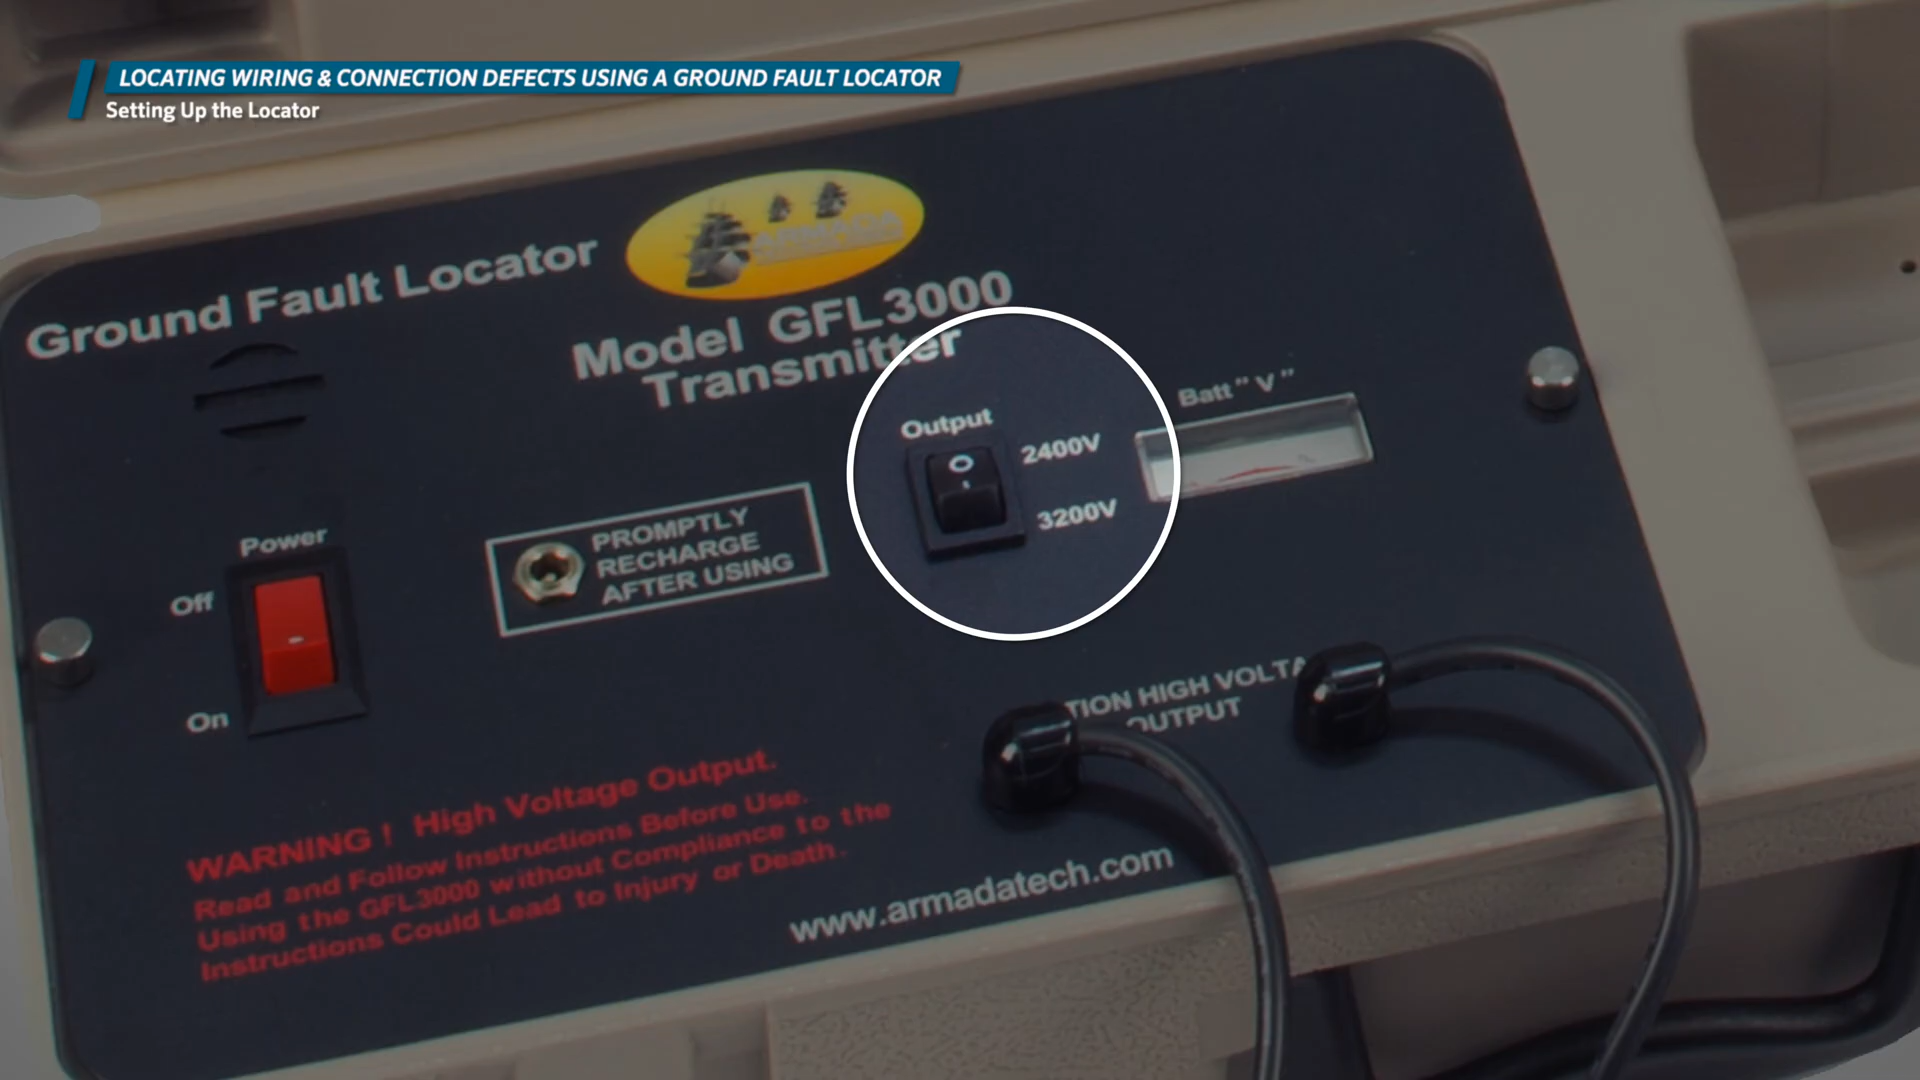 LOCATING WIRING & CONNECTION DEFECTS USING A GROUND FAULT LOCATOR
Setting Up the Locator
Ground Fault Locator
ARMADA
Model GFL3000
Transmitter
Output
2400V
3200V
Batt "V"
Power
Off
On
PROMPTLY
RECHARGE
AFTER USING
TION HIGH VOLTA
OUTPUT
WARNING! High Voltage Output.
Read and Follow Instructions Before Use.
Using the GFL3000 without Compliance to the
Instructions Could Lead to Injury or Death.
www.armadatech.com